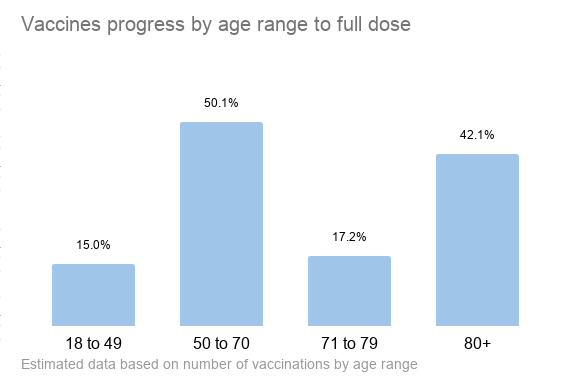 Vaccines progress by age range to full dose
50.1%
42.1%
17.2%
15.0%
18 to 49
50 to 70
71 to 79
80+
Estimated data based on number of vaccinations by age range